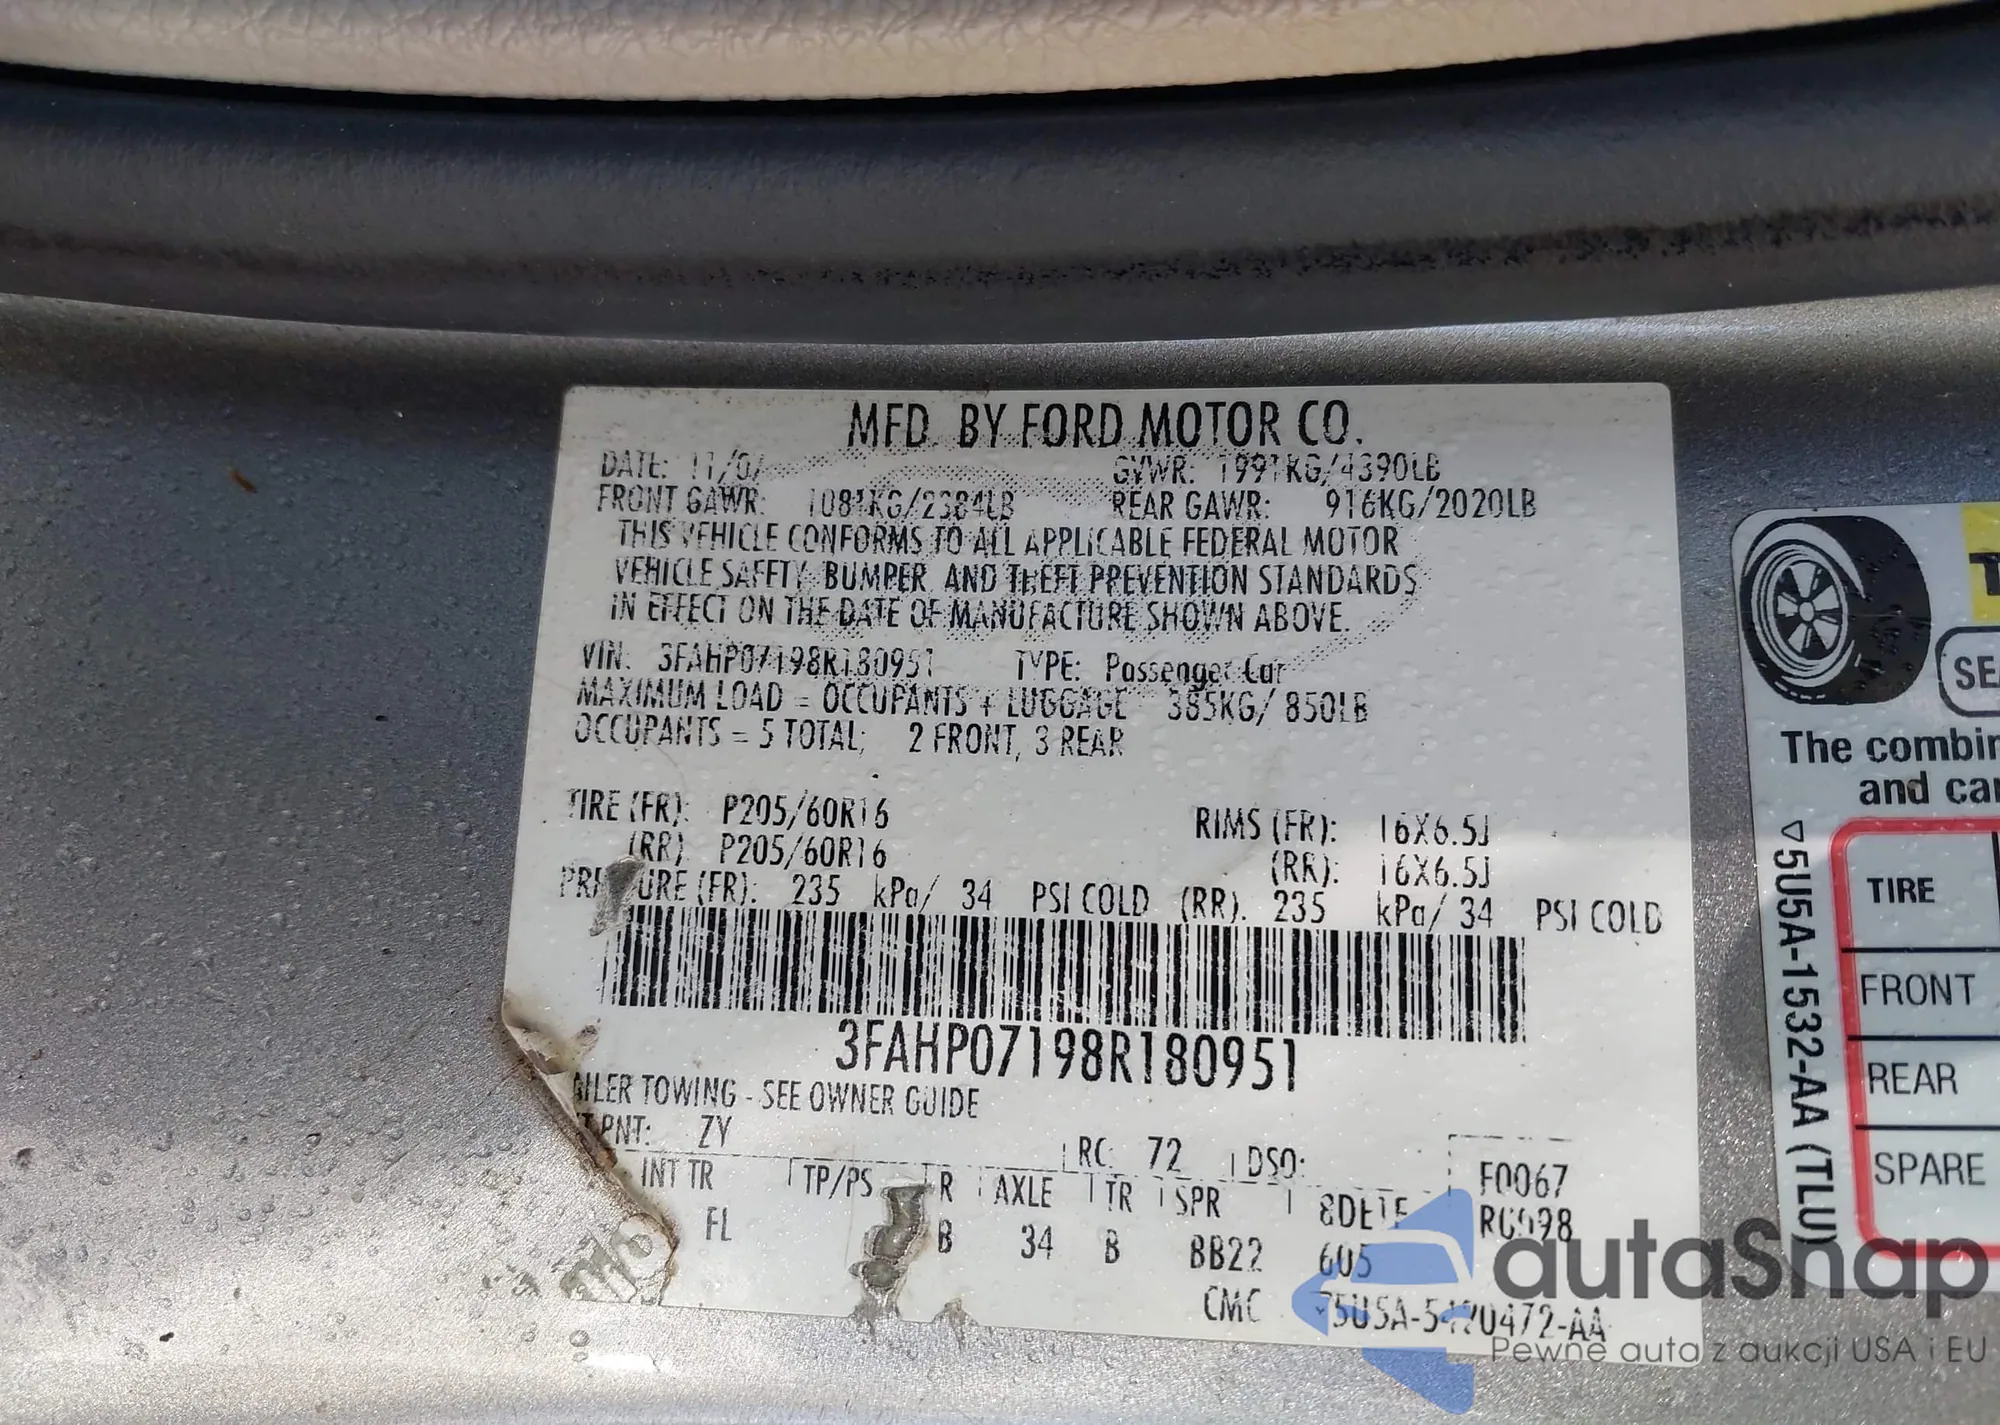 MFD. BY FORD MOTOR CO.
DATE: 11/07 GVWR: 1991KG/4390LB
FRONT GAWR: 1081KG/2384LB REAR GAWR: 916KG/2020LB
THIS VEHICLE CONFORMS TO ALL APPLICABLE FEDERAL MOTOR
VEHICLE SAFETY, BUMPER, AND THEFT PREVENTION STANDARDS
IN EFFECT ON THE DATE OF MANUFACTURE SHOWN ABOVE.
VIN: 3FAHP07198R180951 TYPE: Passenger Car
MAXIMUM LOAD = OCCUPANTS + LUGGAGE 385KG/ 850LB
OCCUPANTS = 5 TOTAL; 2 FRONT, 3 REAR
TIRE (FR): P205/60R16 RIMS (FR): 16X6.5J
(RR) P205/60R16 (RR): 16X6.5J
(FR): 235 kPa/ 34 PSI COLD (RR). 235 kPa/ 34 PSI COLD
3FAHP07198R180951
AILER TOWING - SEE OWNER GUIDE
PNT: ZY RC: 72 DSO:
INT TR TP/PS R AXLE TR SPR F0067
FL B 34 B BB22 605
CMC
SEA
The combin
and car
▽5U5A-1532-AA (TLU)
TIRE
FRONT
REAR
SPARE
autaSnap
Pewne auta z aukcji USA i EU